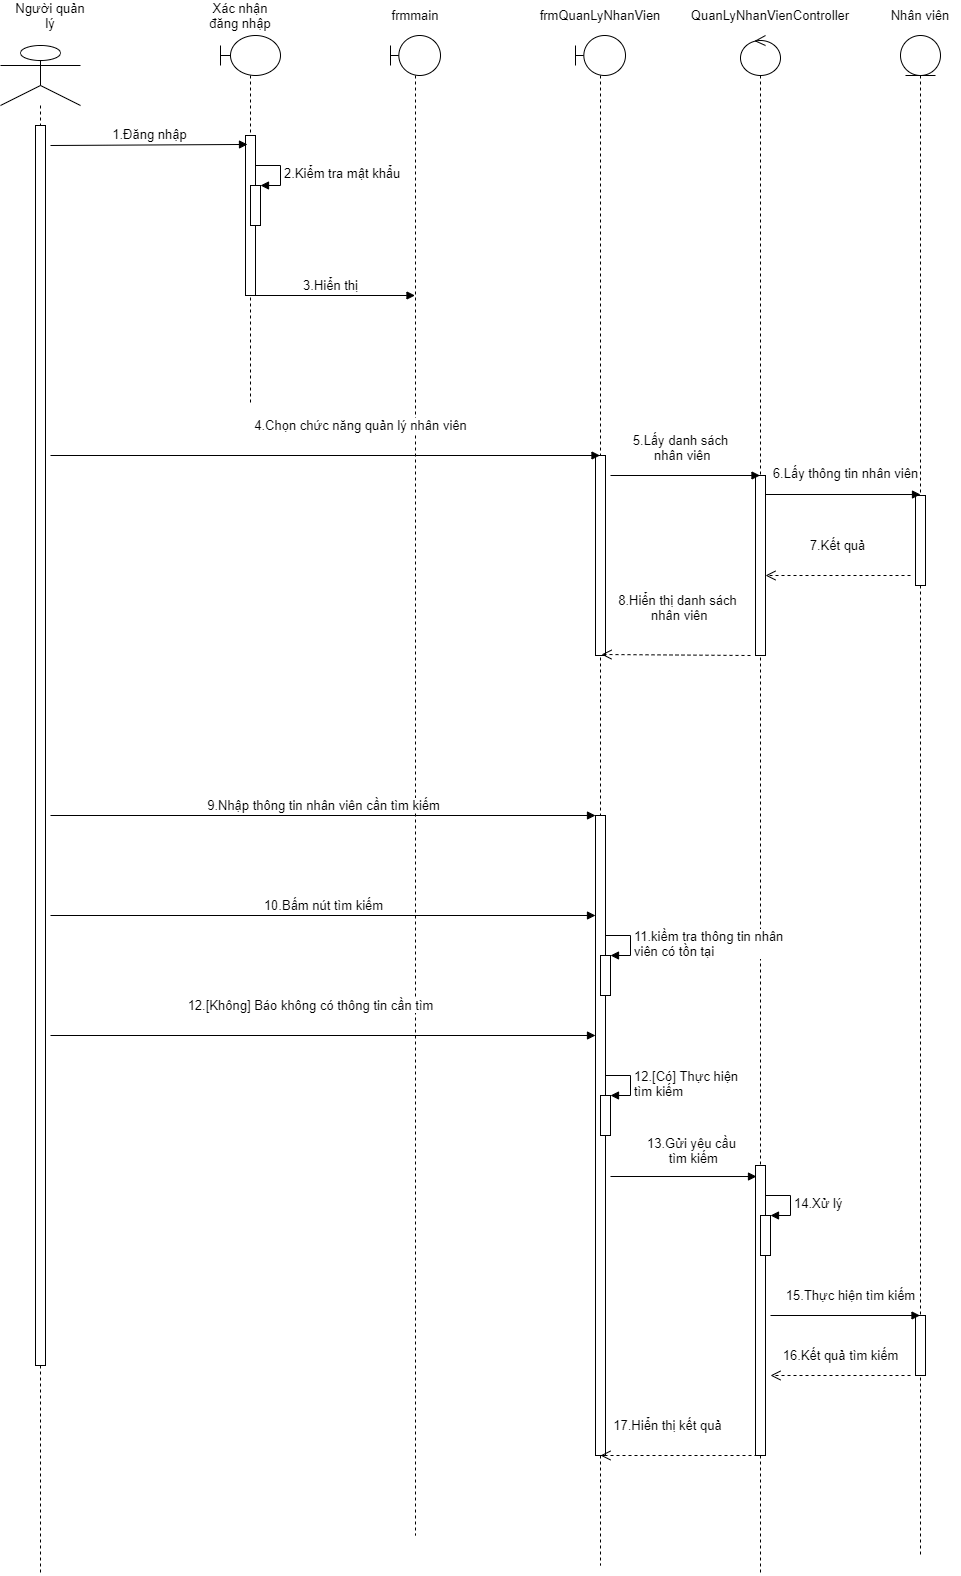 Người quản
lý
Xác nhận
đăng nhập
frmmain
frmQuanLyNhanVien
QuanLyNhanVienController
Nhân viên
1.Đăng nhập
2.Kiểm tra mật khẩu
3.Hiển thị
4.Chọn chức năng quản lý nhân viên
5.Lấy danh sách
nhân viên
6.Lấy thông tin nhân viên
7.Kết quả
8.Hiển thị danh sách
nhân viên
9.Nhập thông tin nhân viên cần tìm kiếm
10.Bấm nút tìm kiếm
11.kiềm tra thông tin nhân
viên có tồn tại
12.[Không] Báo không có thông tin cần tìm
12.[Có] Thực hiện
tìm kiếm
13.Gửi yêu cầu
tìm kiếm
14.Xử lý
15.Thực hiện tìm kiếm
16.Kết quả tìm kiếm
17.Hiển thị kết quả